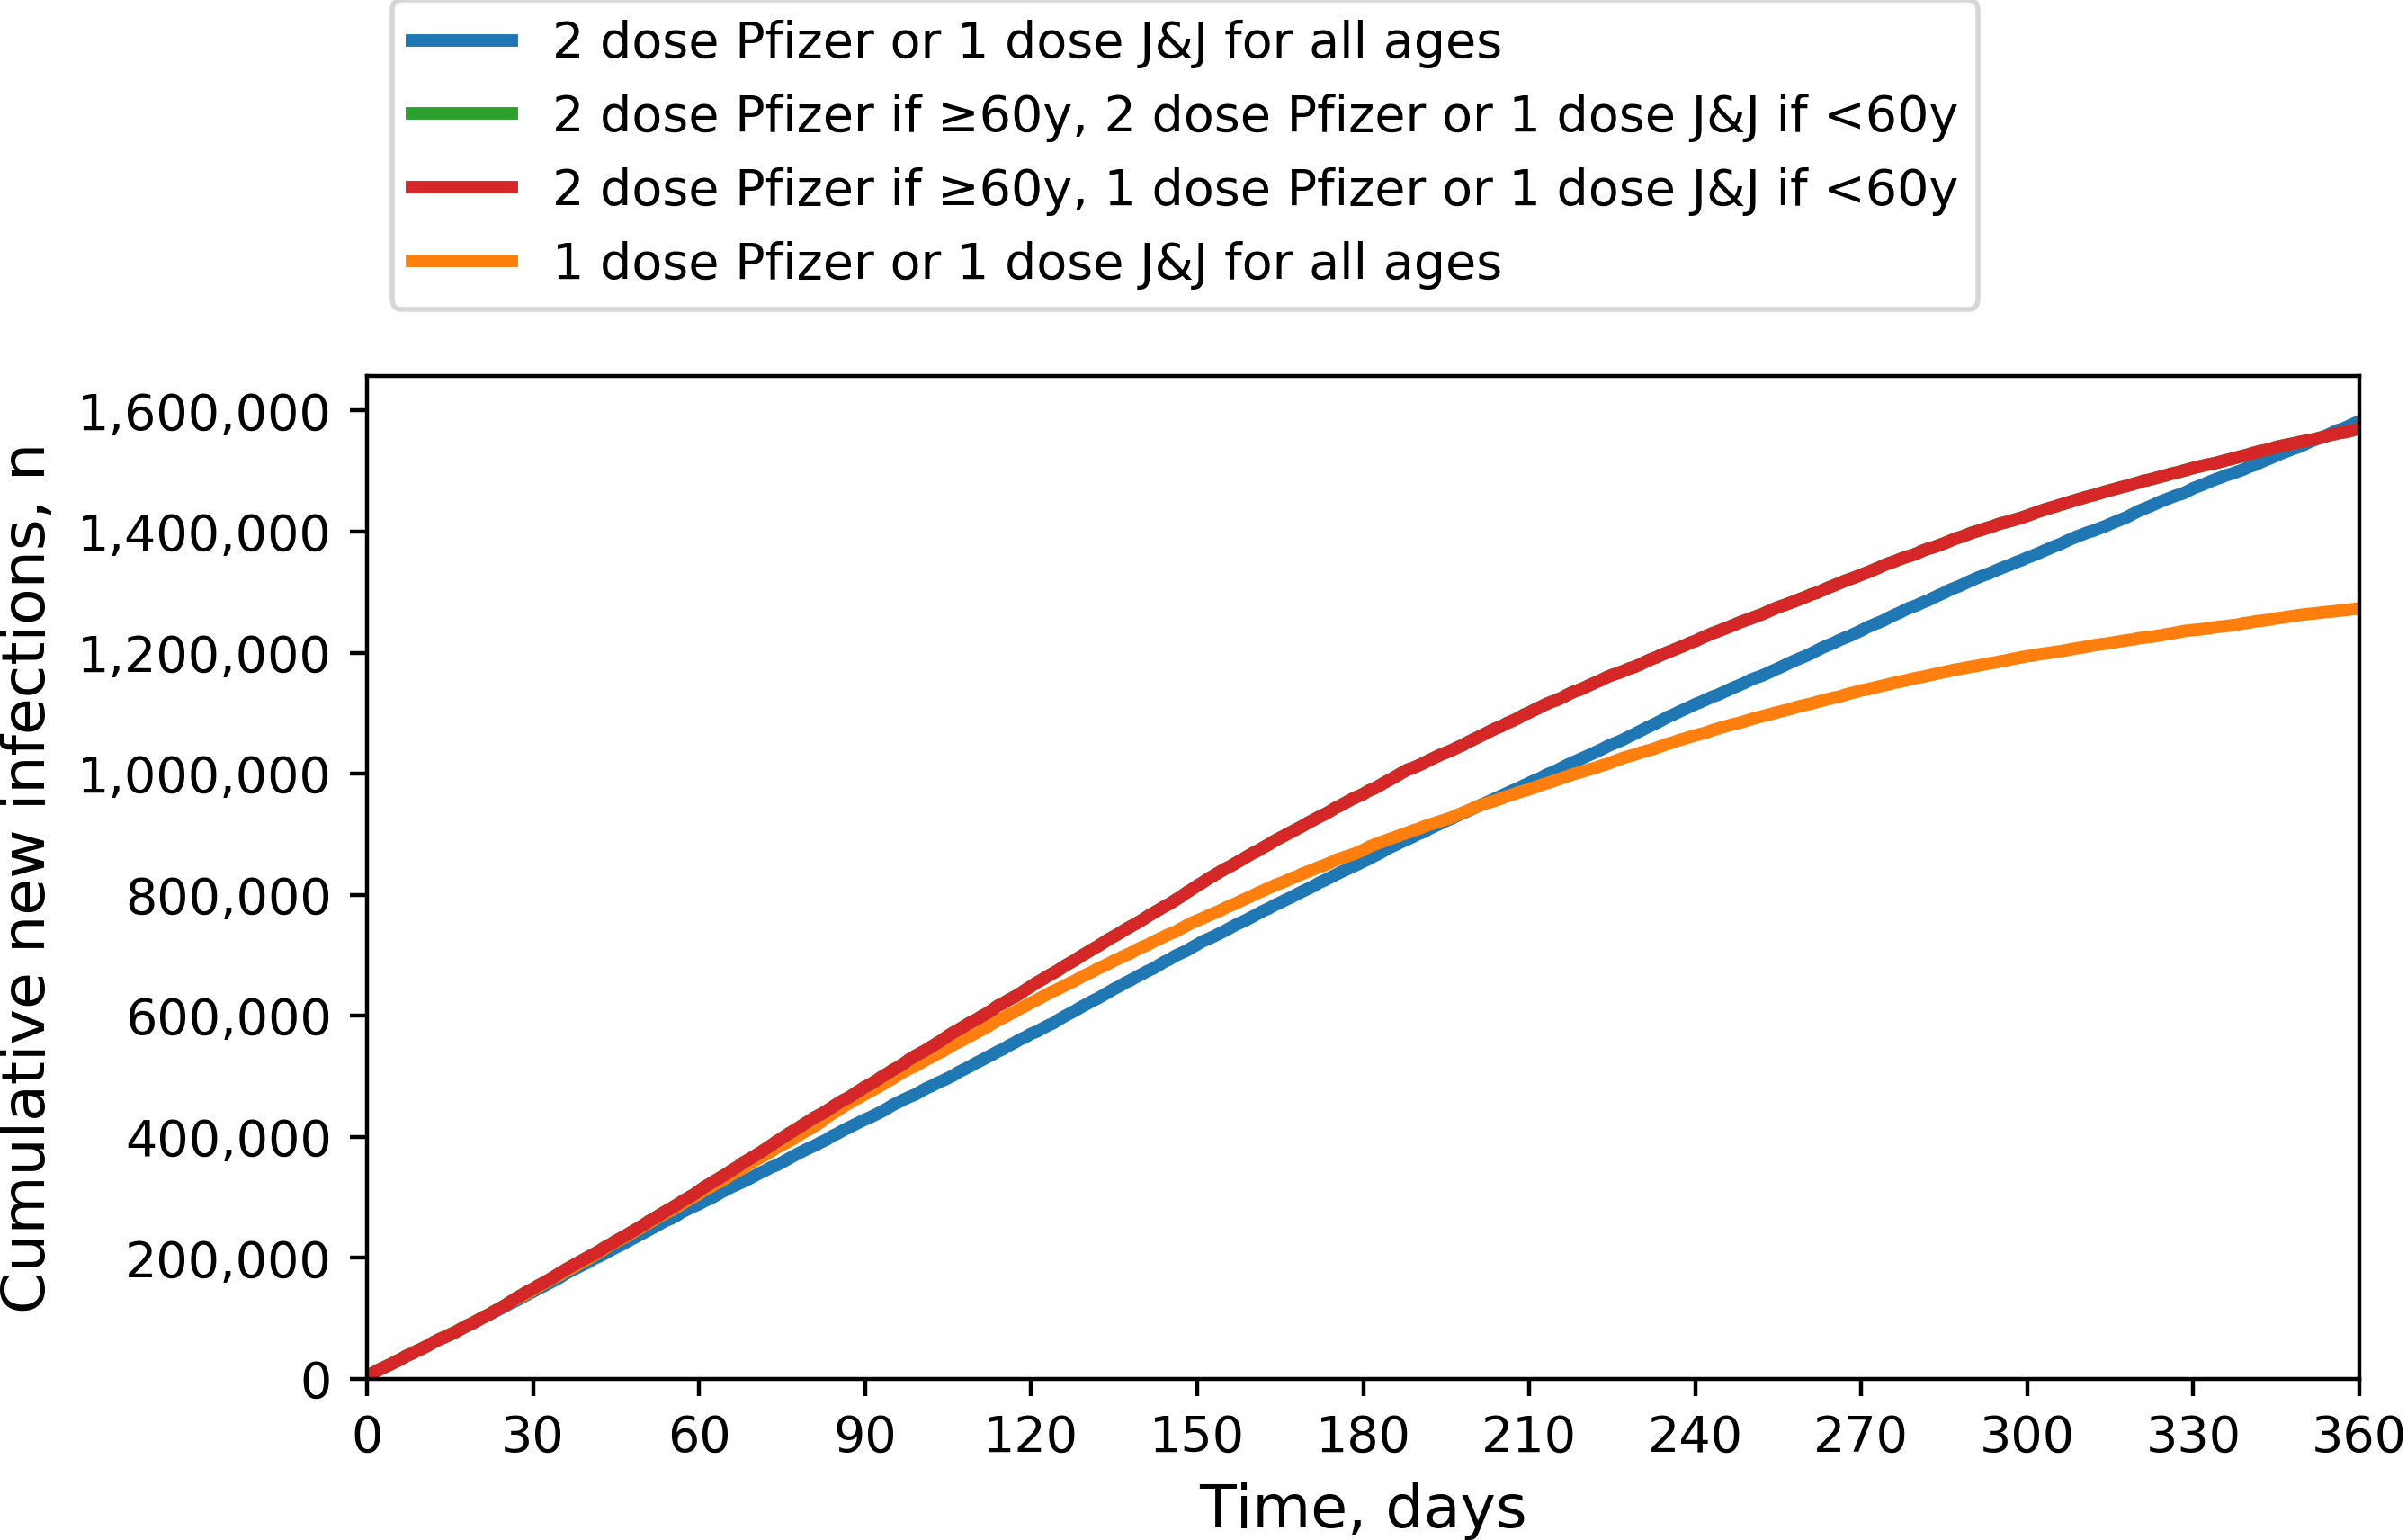 2 dose Pfizer or 1 dose J&J for all ages
2 dose Pfizer if ≥60y, 2 dose Pfizer or 1 dose J&J if <60y
2 dose Pfizer if ≥60y, 1 dose Pfizer or 1 dose J&J if <60y
1 dose Pfizer or 1 dose J&J for all ages
Cumulative new infections, n
1,600,000
1,400,000
1,200,000
1,000,000
800,000
600,000
400,000
200,000
0
0 30 60 90 120 150 180 210 240 270 300 330 360
Time, days